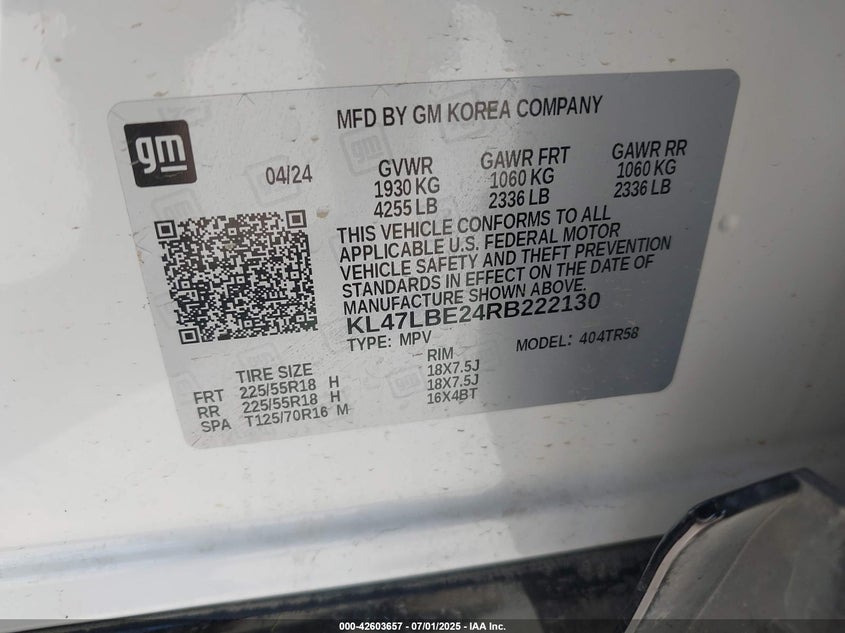 MFD BY GM KOREA COMPANY
gm
04/24
GVWR
1930 KG
4255 LB
GAWR FRT
1060 KG
2336 LB
GAWR RR
1060 KG
2336 LB
THIS VEHICLE CONFORMS TO ALL
APPLICABLE U.S. FEDERAL MOTOR
VEHICLE SAFETY AND THEFT PREVENTION
STANDARDS IN EFFECT ON THE DATE OF
MANUFACTURE SHOWN ABOVE.
KL47LBE24RB222130
TYPE: MPV
MODEL: 404TR58
TIRE SIZE
RIM
FRT 225/55R18 H 18X7.5J
RR 225/55R18 H 18X7.5J
SPA T125/70R16 M 16X4BT
000-42603657 - 07/01/2025 - IAA Inc.